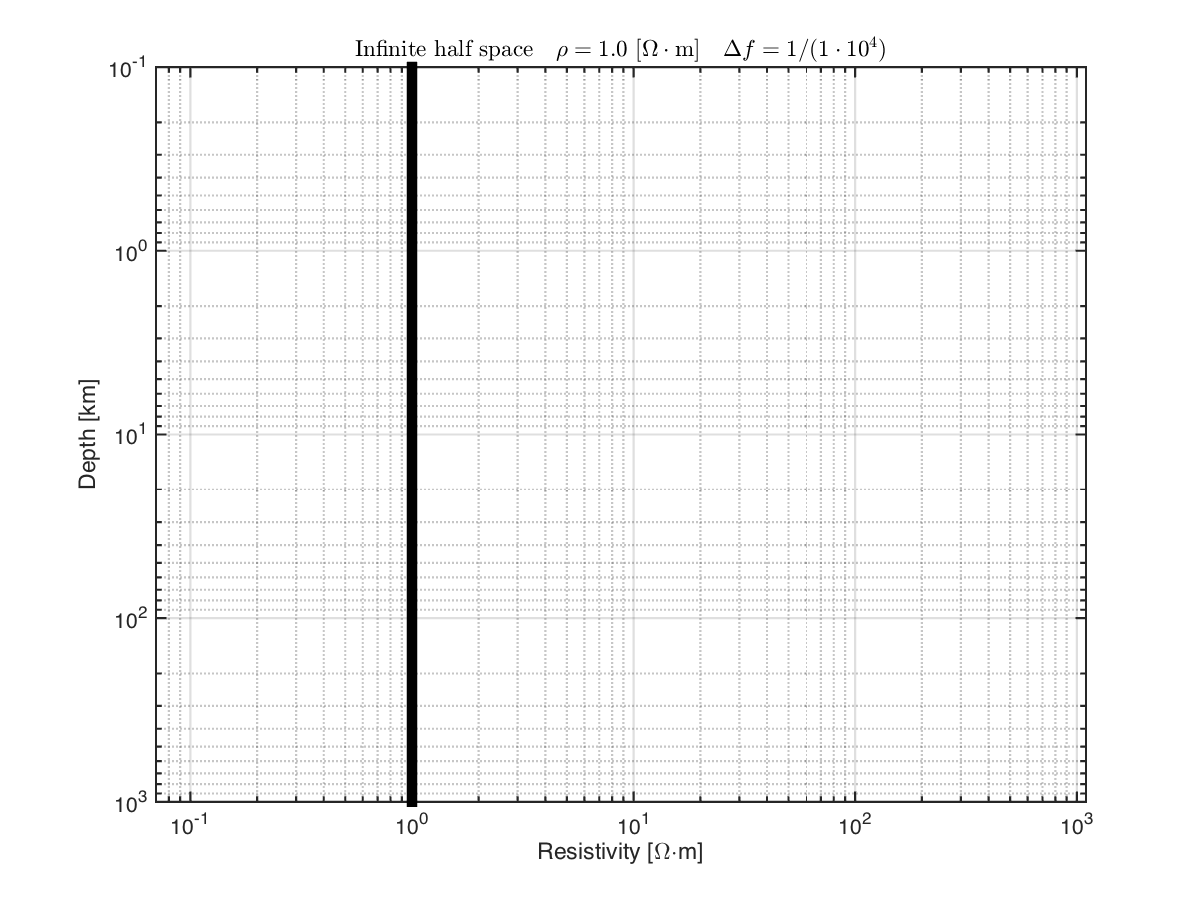 Infinite half space ρ = 1.0 [Ω · m] Δf = 1/(1 · 10⁴)
10⁻¹
10⁰
10¹
10²
10³
Depth [km]
10⁻¹ 10⁰ 10¹ 10² 10³
Resistivity [Ω·m]